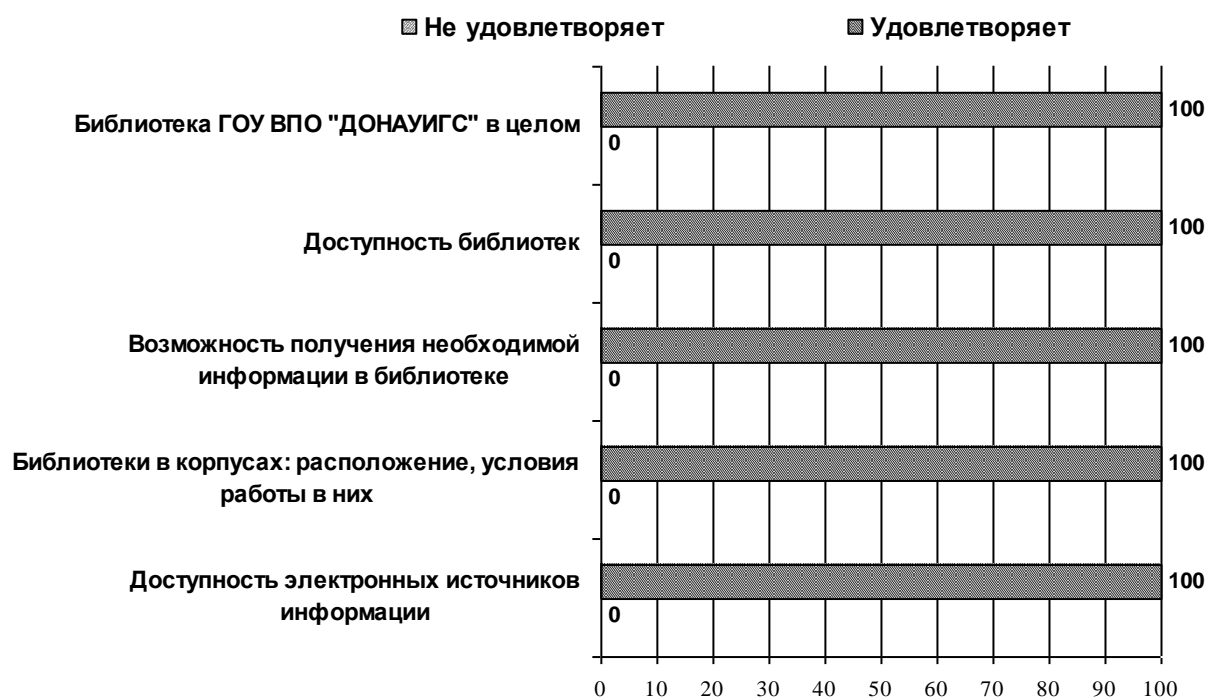 Не удовлетворяет Удовлетворяет
Библиотека ГОУ ВПО "ДОНАУИГС" в целом
100
0
Доступность библиотек
100
0
Возможность получения необходимой
информации в библиотеке
100
0
Библиотеки в корпусах: расположение, условия
работы в них
100
0
Доступность электронных источников
информации
100
0
0 10 20 30 40 50 60 70 80 90 100